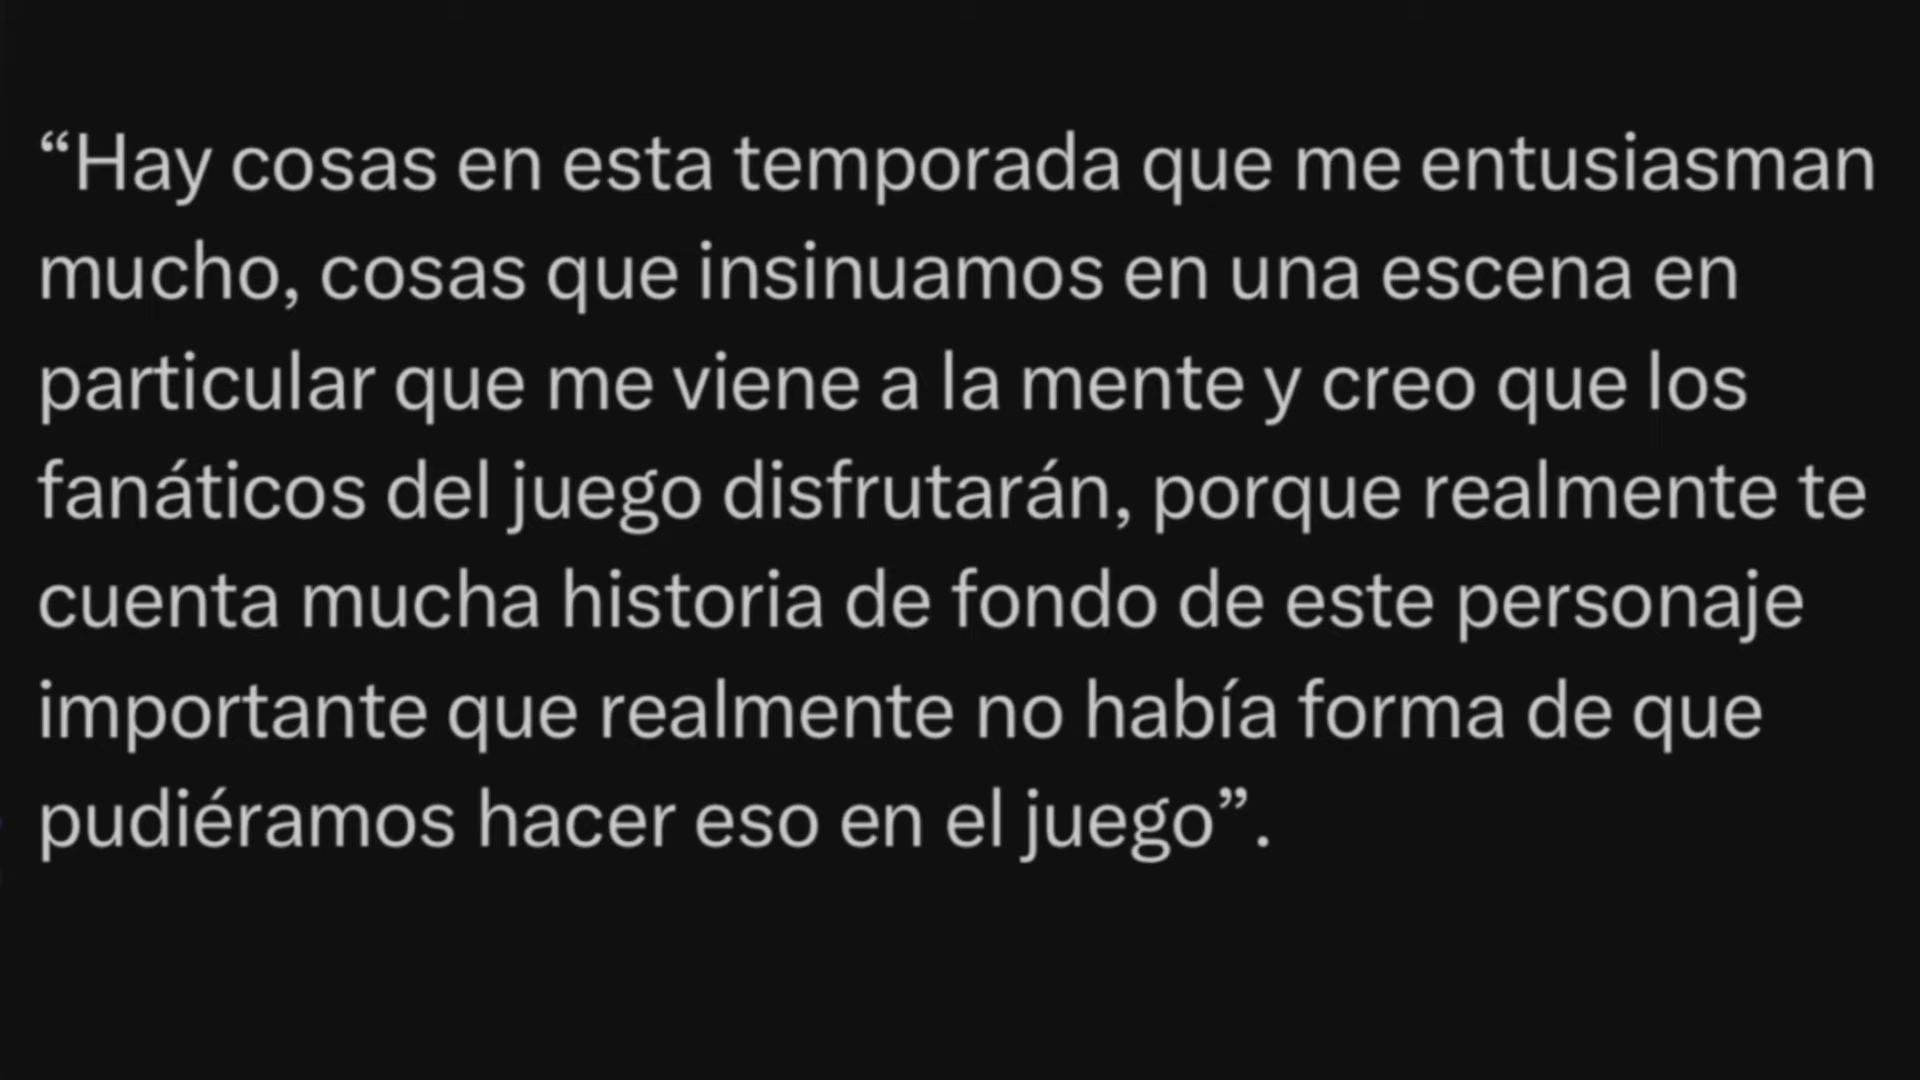 “Hay cosas en esta temporada que me entusiasman
mucho, cosas que insinuamos en una escena en
particular que me viene a la mente y creo que los
fanáticos del juego disfrutarán, porque realmente te
cuenta mucha historia de fondo de este personaje
importante que realmente no había forma de que
pudiéramos hacer eso en el juego”.